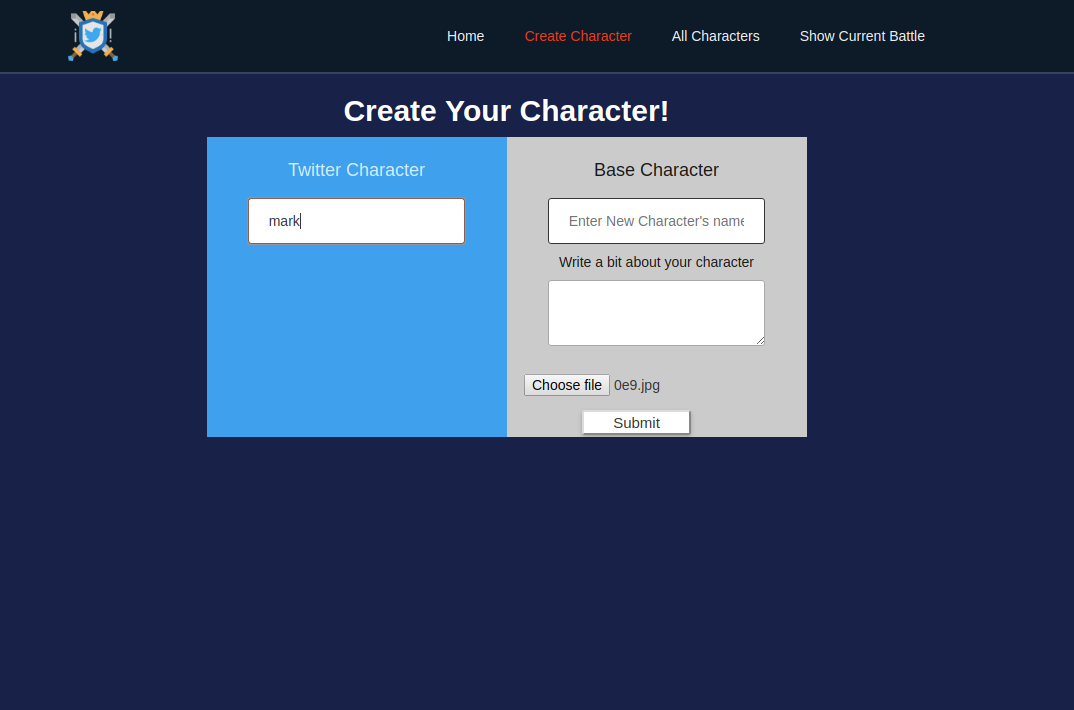 Home Create Character All Characters Show Current Battle
Create Your Character!
Twitter Character
mark
Base Character
Enter New Character's name
Write a bit about your character
Choose file 0e9.jpg
Submit